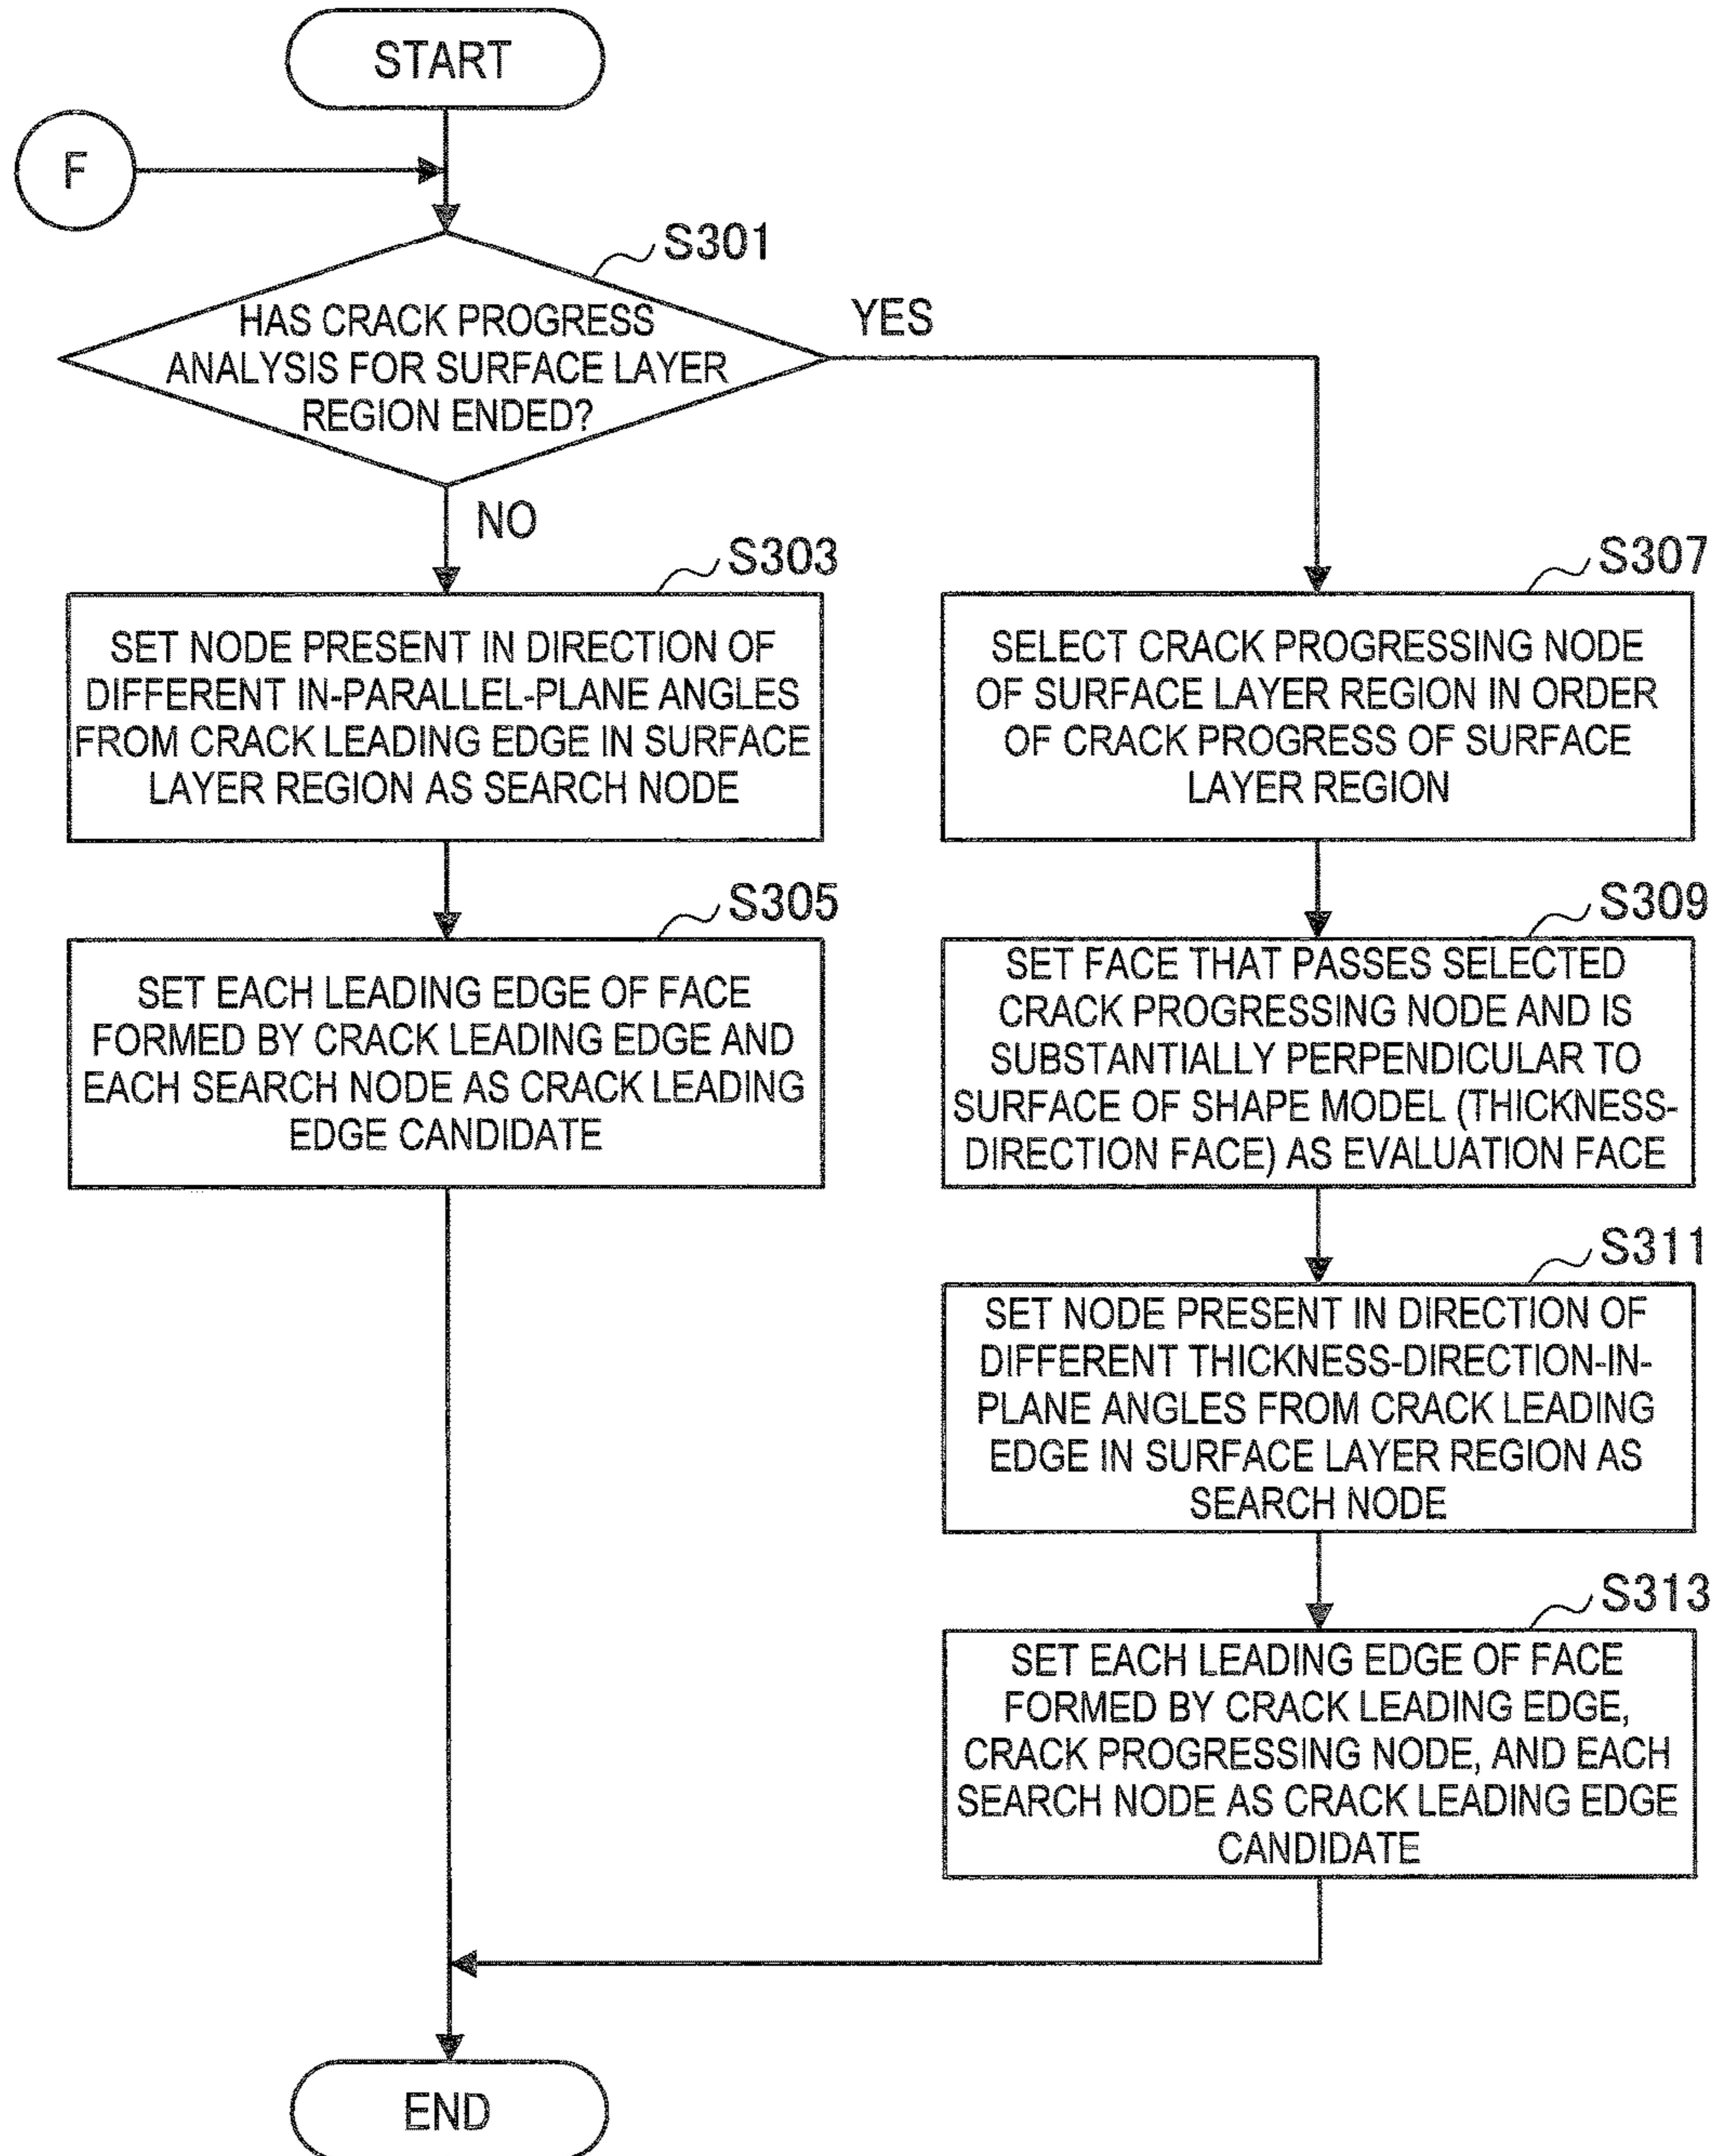 START
F
S301
HAS CRACK PROGRESS
ANALYSIS FOR SURFACE LAYER
REGION ENDED?
YES
NO
S303
SET NODE PRESENT IN DIRECTION OF
DIFFERENT IN-PARALLEL-PLANE ANGLES
FROM CRACK LEADING EDGE IN SURFACE
LAYER REGION AS SEARCH NODE
S305
SET EACH LEADING EDGE OF FACE
FORMED BY CRACK LEADING EDGE AND
EACH SEARCH NODE AS CRACK LEADING
EDGE CANDIDATE
S307
SELECT CRACK PROGRESSING NODE
OF SURFACE LAYER REGION IN ORDER
OF CRACK PROGRESS OF SURFACE
LAYER REGION
S309
SET FACE THAT PASSES SELECTED
CRACK PROGRESSING NODE AND IS
SUBSTANTIALLY PERPENDICULAR TO
SURFACE OF SHAPE MODEL (THICKNESS-
DIRECTION FACE) AS EVALUATION FACE
S311
SET NODE PRESENT IN DIRECTION OF
DIFFERENT THICKNESS-DIRECTION-IN-
PLANE ANGLES FROM CRACK LEADING
EDGE IN SURFACE LAYER REGION AS
SEARCH NODE
S313
SET EACH LEADING EDGE OF FACE
FORMED BY CRACK LEADING EDGE,
CRACK PROGRESSING NODE, AND EACH
SEARCH NODE AS CRACK LEADING EDGE
CANDIDATE
END